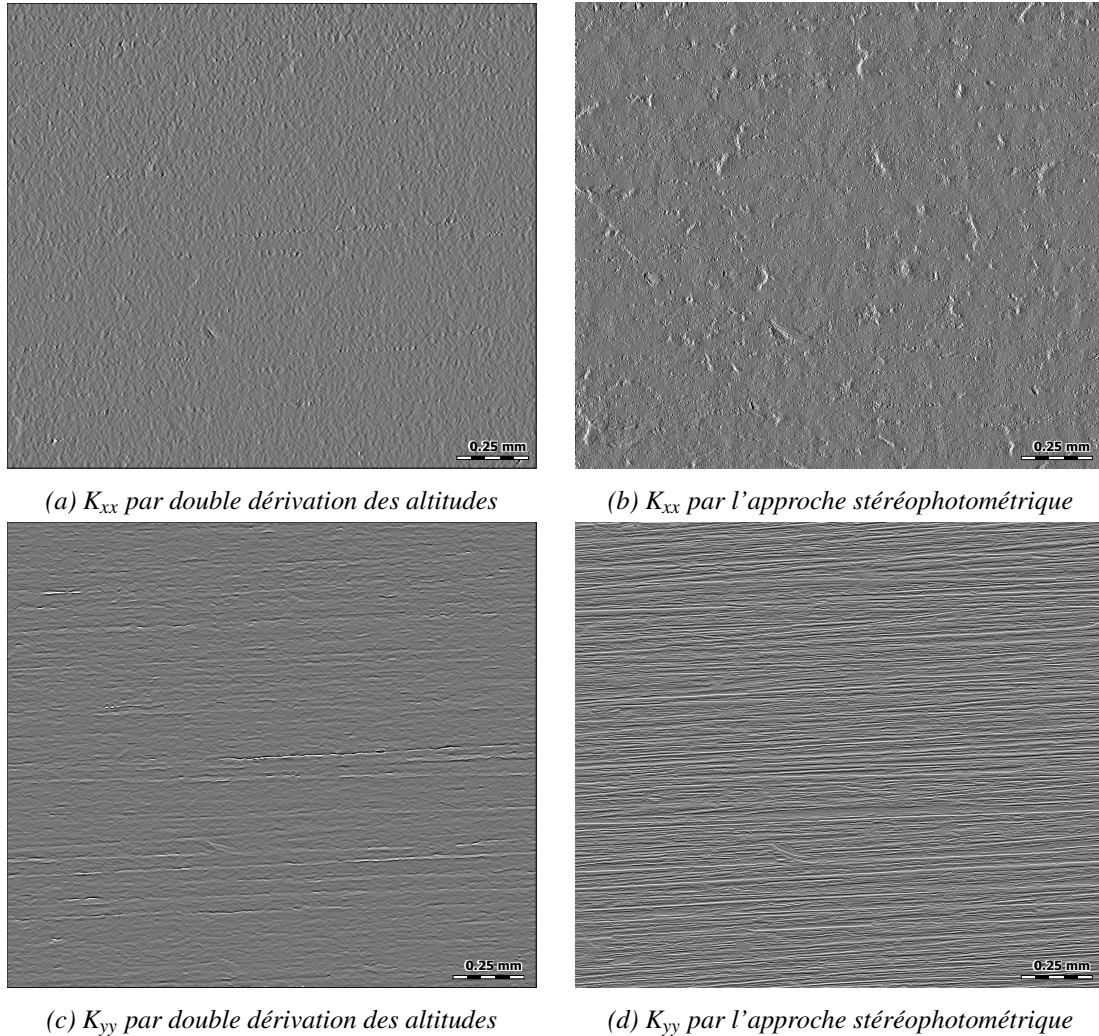 0.25 mm
0.25 mm
(a) Kxx par double dérivation des altitudes
(b) Kxx par l'approche stéréophotométrique
0.25 mm
0.25 mm
(c) Kyy par double dérivation des altitudes
(d) Kyy par l'approche stéréophotométrique